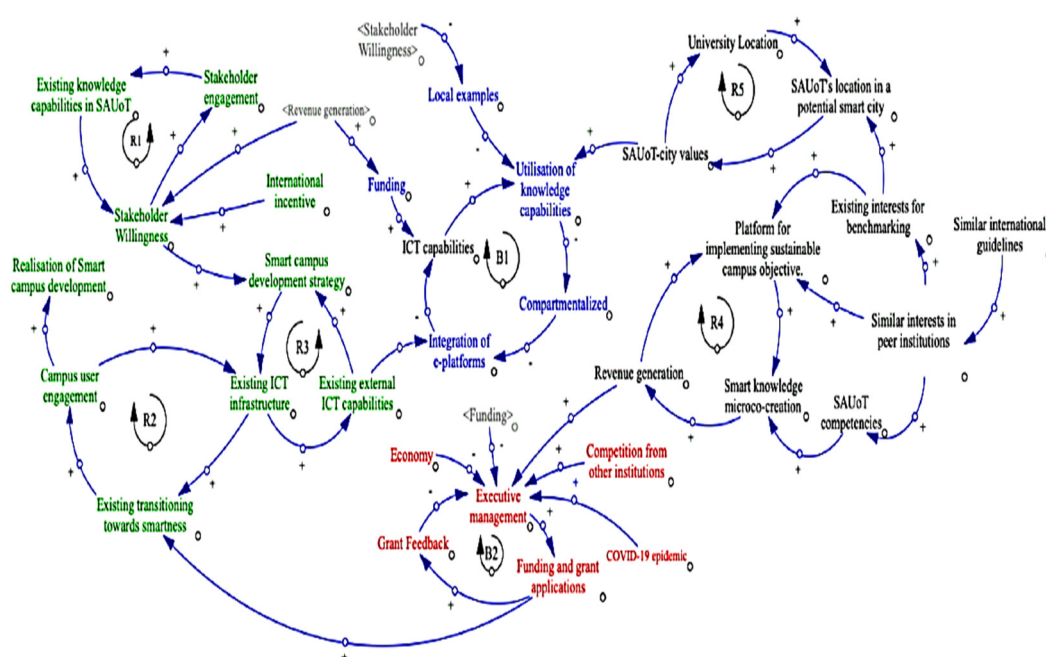 <Stakeholder
Willingness>
University Location
Existing knowledge
capabilities in SAUoT
Stakeholder
engagement
R5
SAUoT's location in a
potential smart city
Local examples
<Revenue generation>
R1
SAUoT-city values
Utilisation of
knowledge
capabilities
Funding
International
incentive
Stakeholder
Willingness
Existing interests for
benchmarking
Similar international
guidelines
Platform for
implementing sustainable
campus objective.
ICT capabilities
B1
Realisation of Smart
campus development
Smart campus
development strategy
Compartmentalized
R4
Similar interests in
peer institutions
R3
Integration of
e-platforms
Campus user
engagement
Existing ICT
infrastructure
Existing external
ICT capabilities
Revenue generation
Smart knowledge
microco-creation
SAUoT
competencies
R2
<Funding>
Economy
Competition from
other institutions
Executive
management
Existing transitioning
towards smartness
Grant Feedback
B2
COVID-19 epidemic
Funding and grant
applications